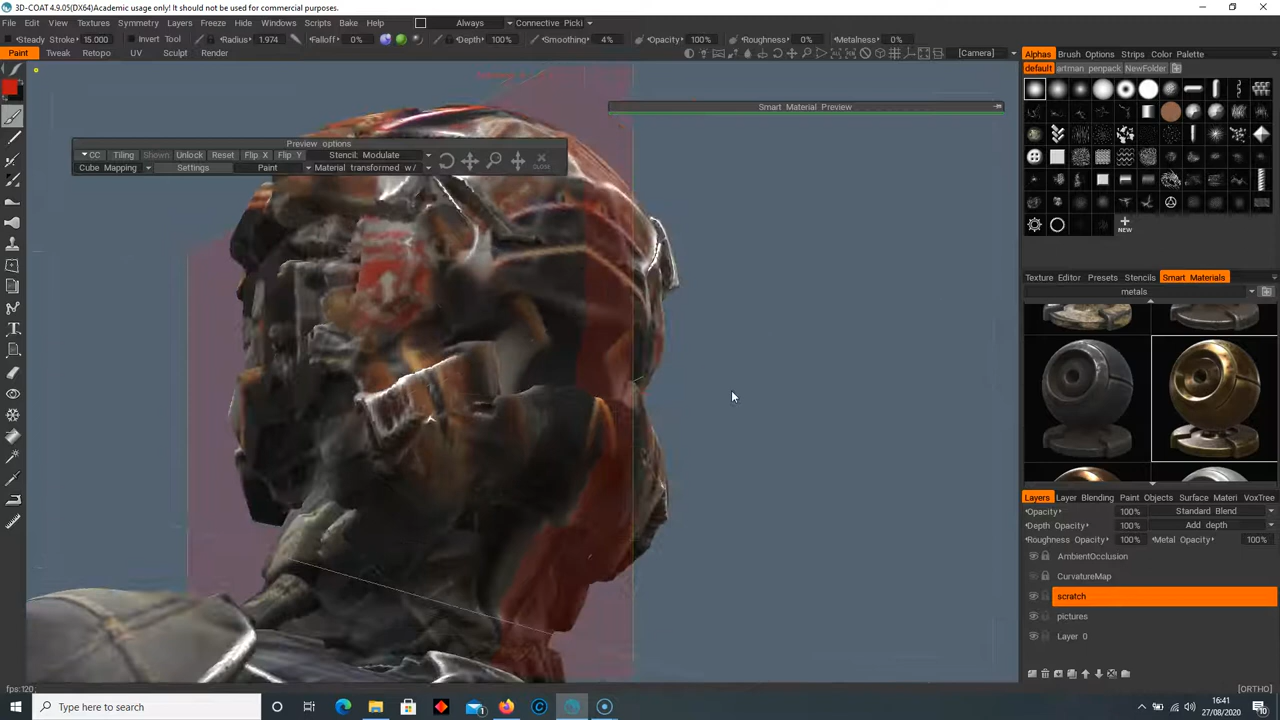 3D-COAT 4.9.05(DX64)Academic usage only! It should not be used for commercial purposes.
File Edit View Textures Symmetry Layers Freeze Hide Windows Scripts Bake Help Always Connective Picki
Steady Stroke 15.000 Invert Tool Radius: 1.974 Falloff: 0% Depth: 100% Smoothing: 4% Opacity: 100% Roughness: 0% Metalness: 0%
[Camera]
Paint Tweak Retopo UV Sculpt Render
Alphas Brush Options Strips Color Palette
default artman penpack NewFolder
Smart Material Preview
Preview options
CC Tiling Shown Unlock Reset Flip X Flip Y Stencil: Modulate
CLOSE
Cube Mapping Settings Paint Material transformed w/
NEW
Texture Editor Presets Stencils Smart Materials
metals
Layers Layer Blending Paint Objects Surface Materi VoxTree
Opacity: 100% Standard Blend
Depth Opacity: 100% Add depth
Roughness Opacity: 100% Metal Opacity: 100%
AmbientOcclusion
CurvatureMap
scratch
pictures
Layer 0
fps:120;
[ORTHO]
Type here to search
1
16:41
27/08/2020
10